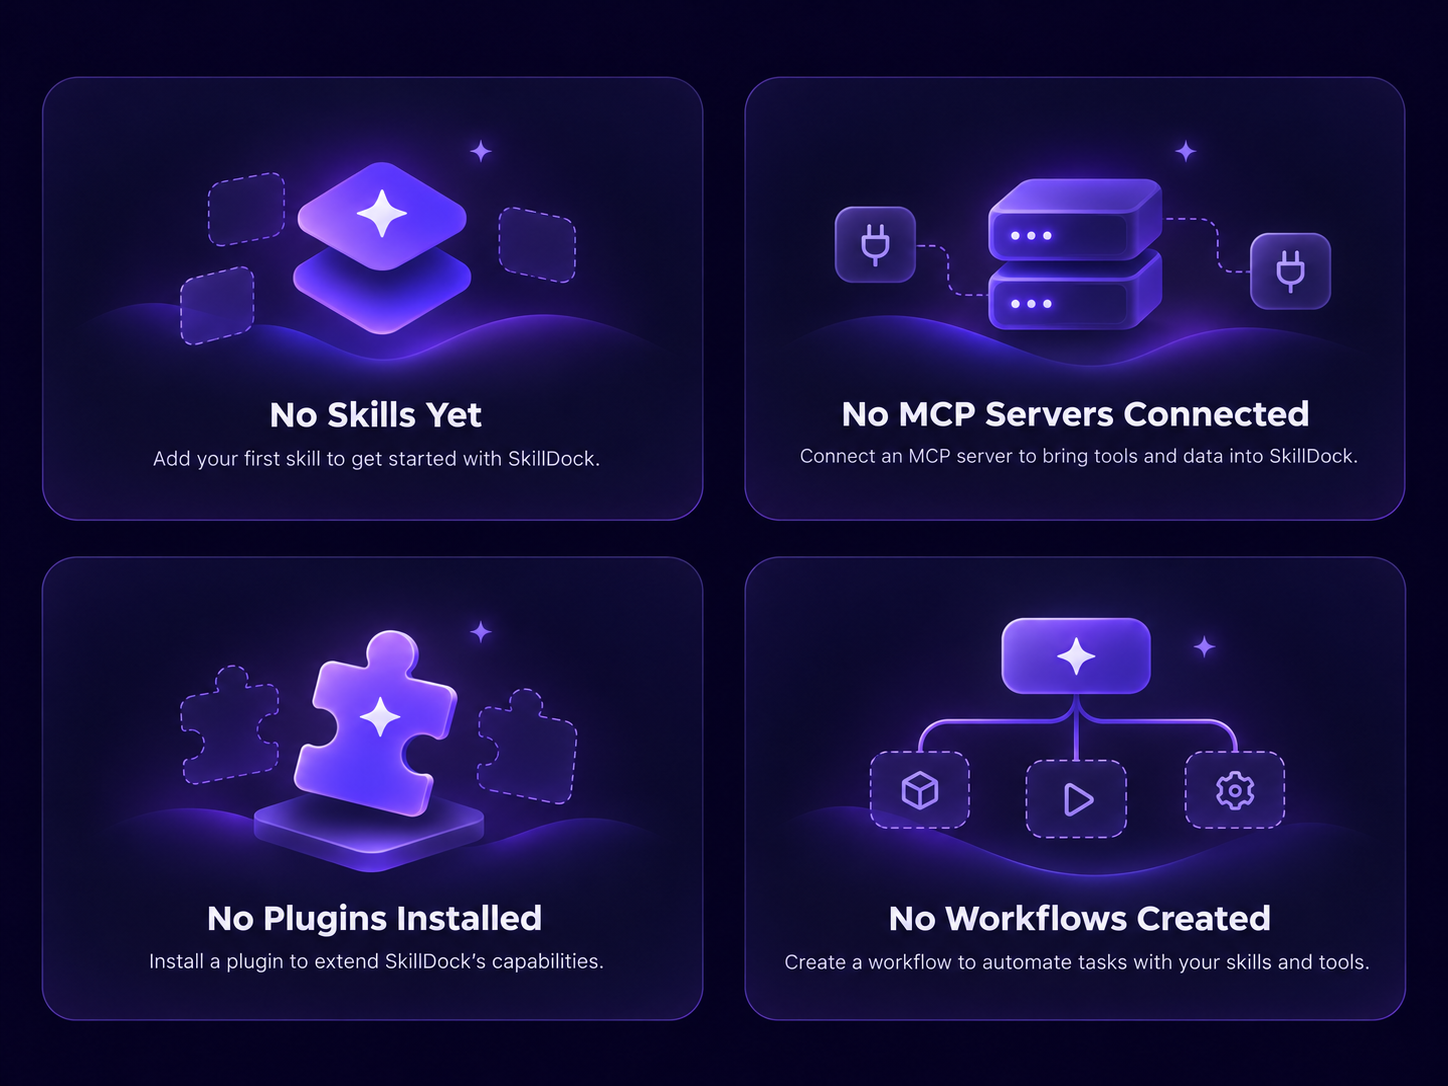 No Skills Yet
Add your first skill to get started with SkillDock.
No MCP Servers Connected
Connect an MCP server to bring tools and data into SkillDock.
No Plugins Installed
Install a plugin to extend SkillDock's capabilities.
No Workflows Created
Create a workflow to automate tasks with your skills and tools.